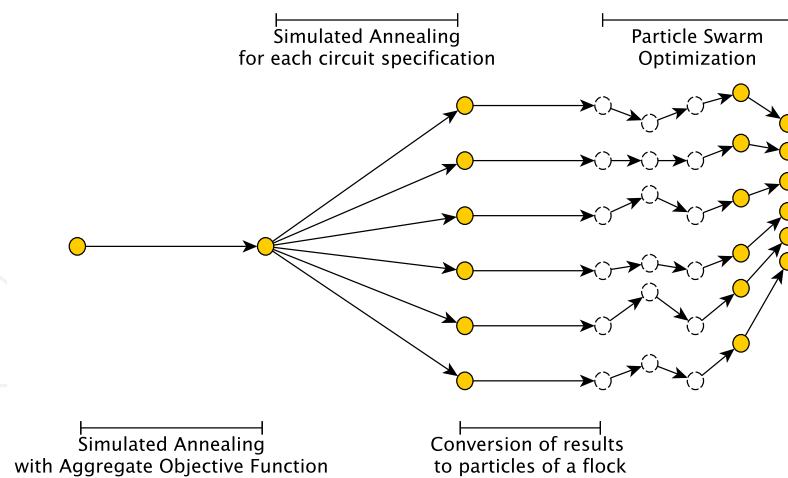 Simulated Annealing
for each circuit specification
Particle Swarm
Optimization
Simulated Annealing
with Aggregate Objective Function
Conversion of results
to particles of a flock